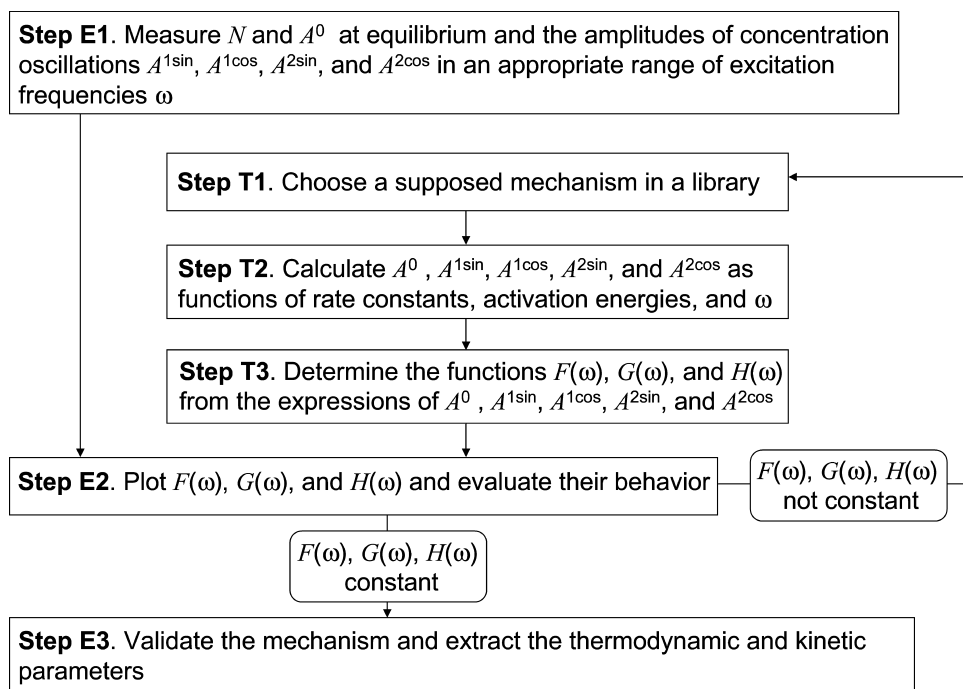 Step E1. Measure N and A⁰ at equilibrium and the amplitudes of concentration
oscillations A¹ˢⁱⁿ, A¹ᶜᵒˢ, A²ˢⁱⁿ, and A²ᶜᵒˢ in an appropriate range of excitation
frequencies ω
Step T1. Choose a supposed mechanism in a library
Step T2. Calculate A⁰ , A¹ˢⁱⁿ, A¹ᶜᵒˢ, A²ˢⁱⁿ, and A²ᶜᵒˢ as
functions of rate constants, activation energies, and ω
Step T3. Determine the functions F(ω), G(ω), and H(ω)
from the expressions of A⁰ , A¹ˢⁱⁿ, A¹ᶜᵒˢ, A²ˢⁱⁿ, and A²ᶜᵒˢ
Step E2. Plot F(ω), G(ω), and H(ω) and evaluate their behavior
F(ω), G(ω), H(ω)
not constant
F(ω), G(ω), H(ω)
constant
Step E3. Validate the mechanism and extract the thermodynamic and kinetic
parameters